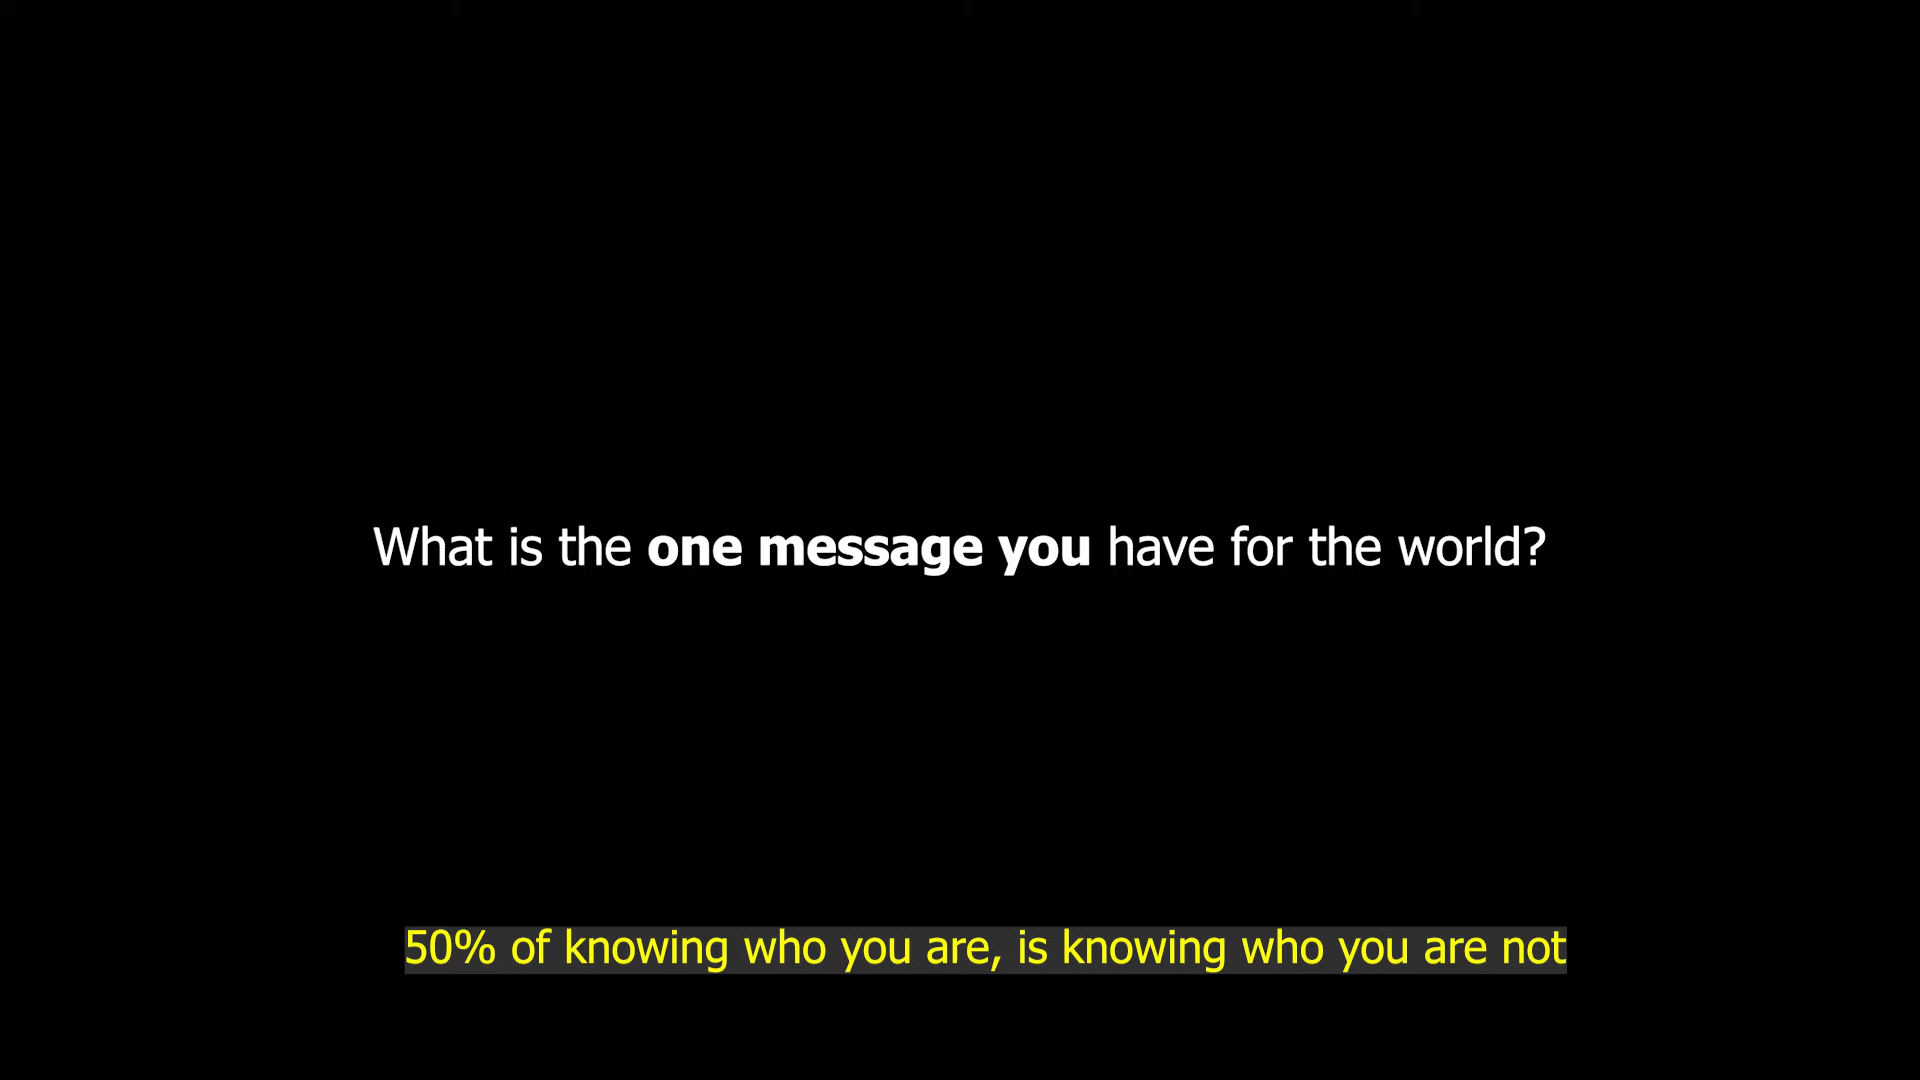 What is the one message you have for the world?
50% of knowing who you are, is knowing who you are not